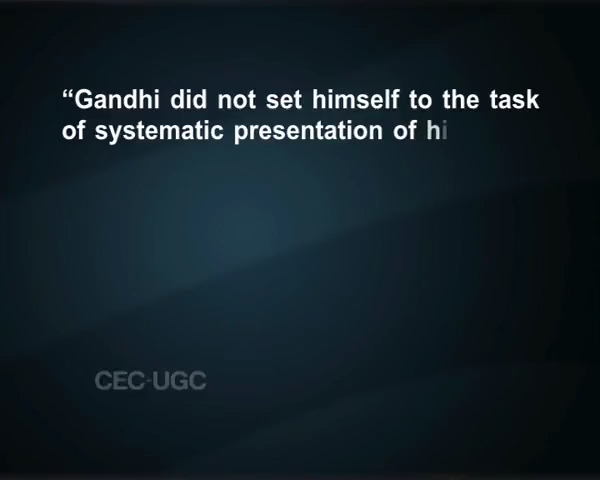 “Gandhi did not set himself to the task
of systematic presentation of hi
CEC-UGC